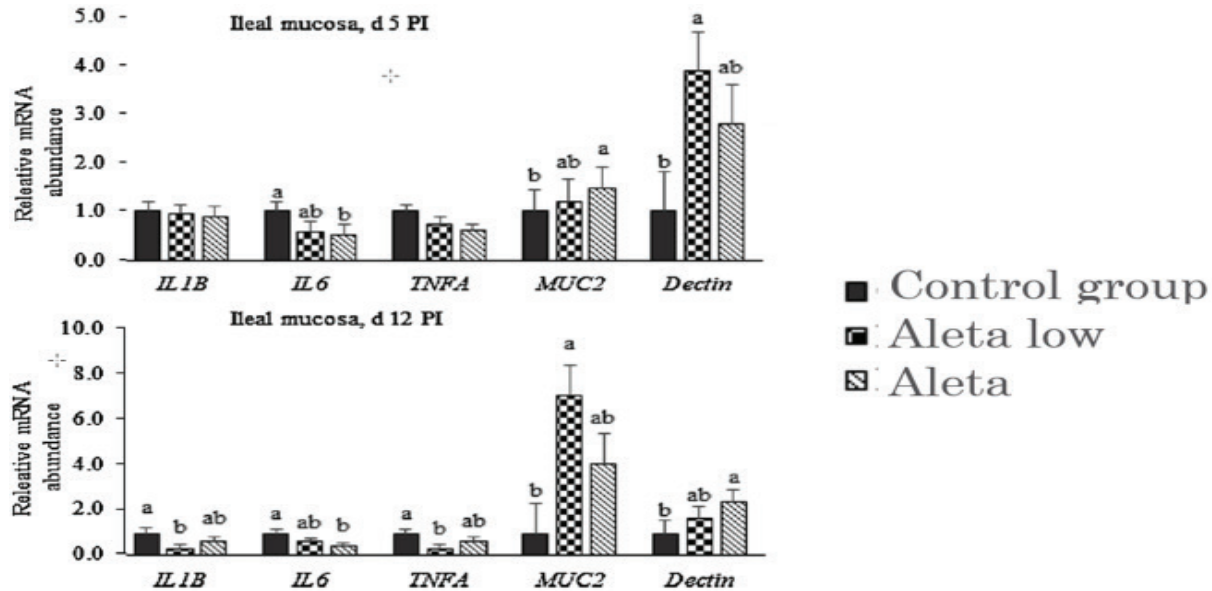 Ileal mucosa, d 5 PI
Releative mRNA
abundance
5.0
4.0
3.0
2.0
1.0
0.0
a
ab
b
b
ab
a
b
a
ab
IL1B IL6 TNFA MUC2 Dectin
Ileal mucosa, d 12 PI
Releative mRNA
abundance
10.0
8.0
6.0
4.0
2.0
0.0
a
b
ab
a
ab
b
a
b
ab
b
a
ab
b
ab
a
IL1B IL6 TNFA MUC2 Dectin
Control group
Aleta low
Aleta